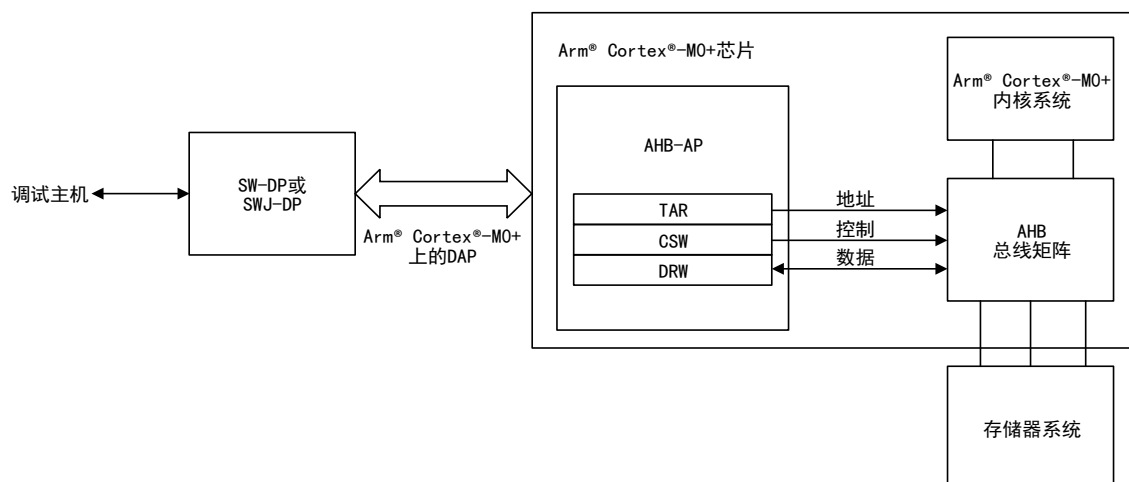 Arm® Cortex®-M0+芯片
Arm® Cortex®-M0+
内核系统
AHB-AP
调试主机
SW-DP或
SWJ-DP
Arm® Cortex®-M0+
上的DAP
TAR
CSW
DRW
地址
控制
数据
AHB
总线矩阵
存储器系统